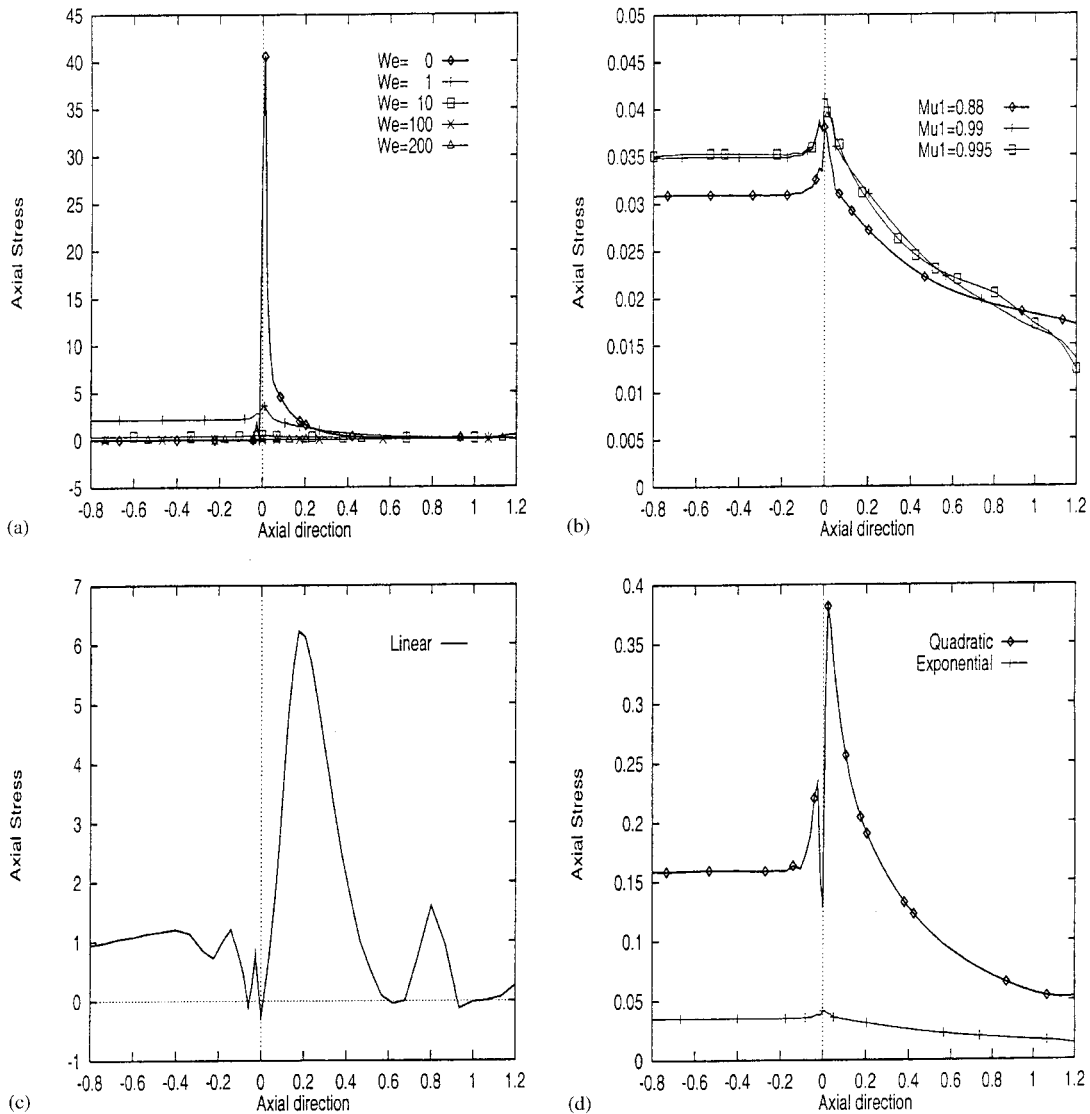 45
40
35
30
25
20
15
10
5
0
-5
Axial Stress
We= 0
We= 1
We= 10
We=100
We=200
-0.8 -0.6 -0.4 -0.2 0 0.2 0.4 0.6 0.8 1 1.2
Axial direction
(a)
0.05
0.045
0.04
0.035
0.03
0.025
0.02
0.015
0.01
0.005
0
Axial Stress
Mu1=0.88
Mu1=0.99
Mu1=0.995
-0.8 -0.6 -0.4 -0.2 0 0.2 0.4 0.6 0.8 1 1.2
Axial direction
(b)
7
6
5
4
3
2
1
0
-1
Axial Stress
Linear
-0.8 -0.6 -0.4 -0.2 0 0.2 0.4 0.6 0.8 1 1.2
Axial direction
(c)
0.4
0.35
0.3
0.25
0.2
0.15
0.1
0.05
0
Axial Stress
Quadratic
Exponential
-0.8 -0.6 -0.4 -0.2 0 0.2 0.4 0.6 0.8 1 1.2
Axial direction
(d)